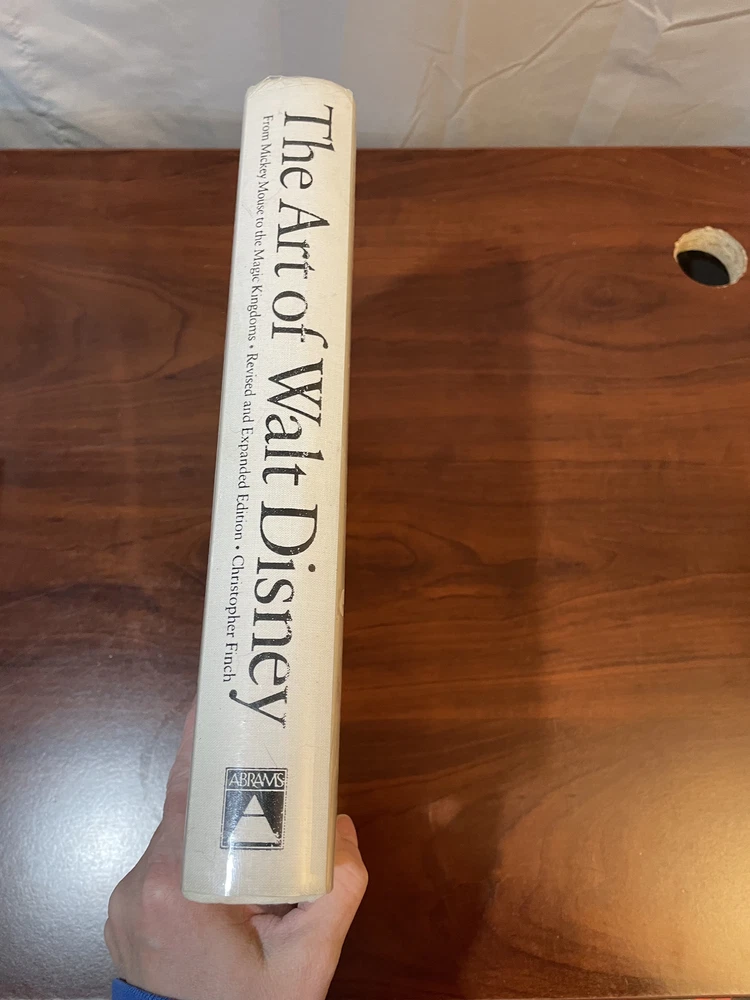 The Art of Walt Disney
From Mickey Mouse to the Magic Kingdoms • Revised and Expanded Edition • Christopher Finch
ABRAMS
A